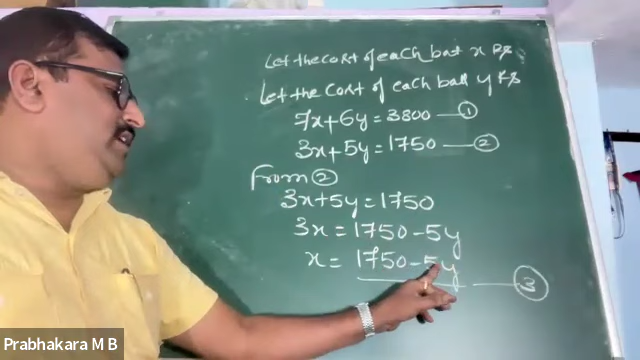 Let the cost of each bat x Rs
Let the cost of each ball y Rs
7x+6y=3800 — 1
3x+5y=1750 — 2
From 2
3x+5y=1750
3x = 1750-5y
x = 1750-5y — 3
Prabhakara M B